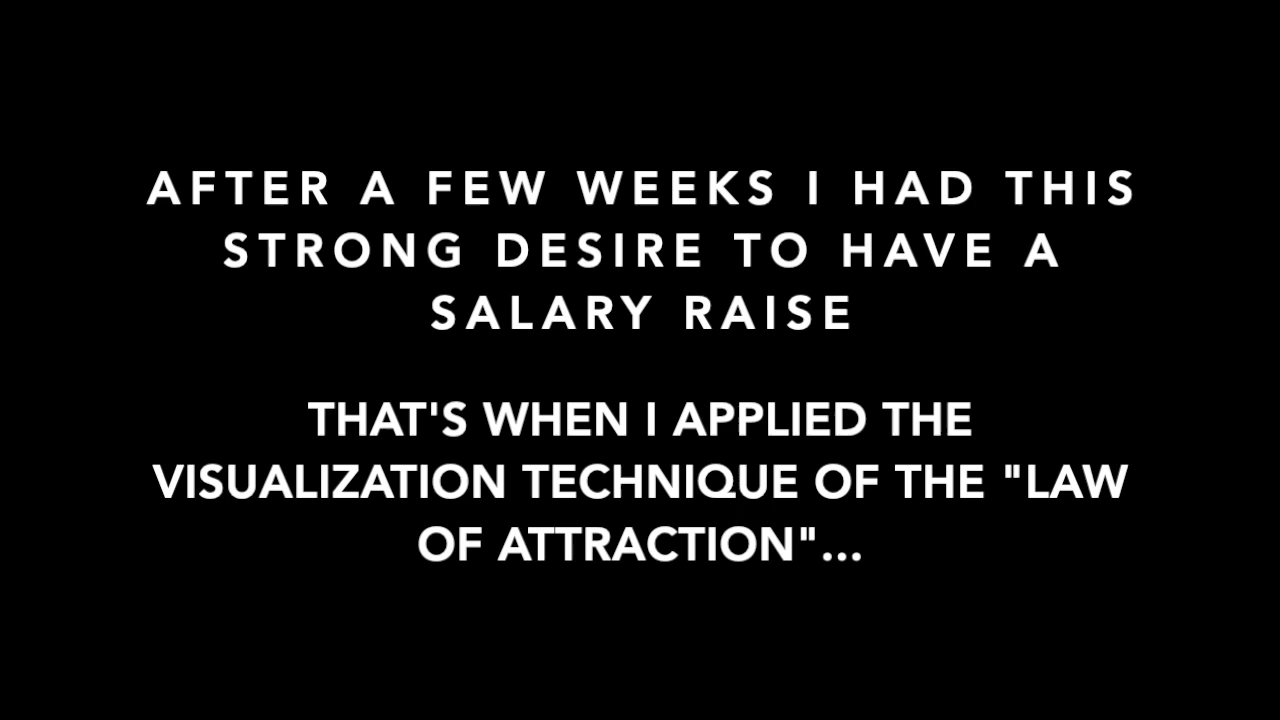 AFTER A FEW WEEKS I HAD THIS
STRONG DESIRE TO HAVE A
SALARY RAISE
THAT'S WHEN I APPLIED THE
VISUALIZATION TECHNIQUE OF THE "LAW
OF ATTRACTION"...